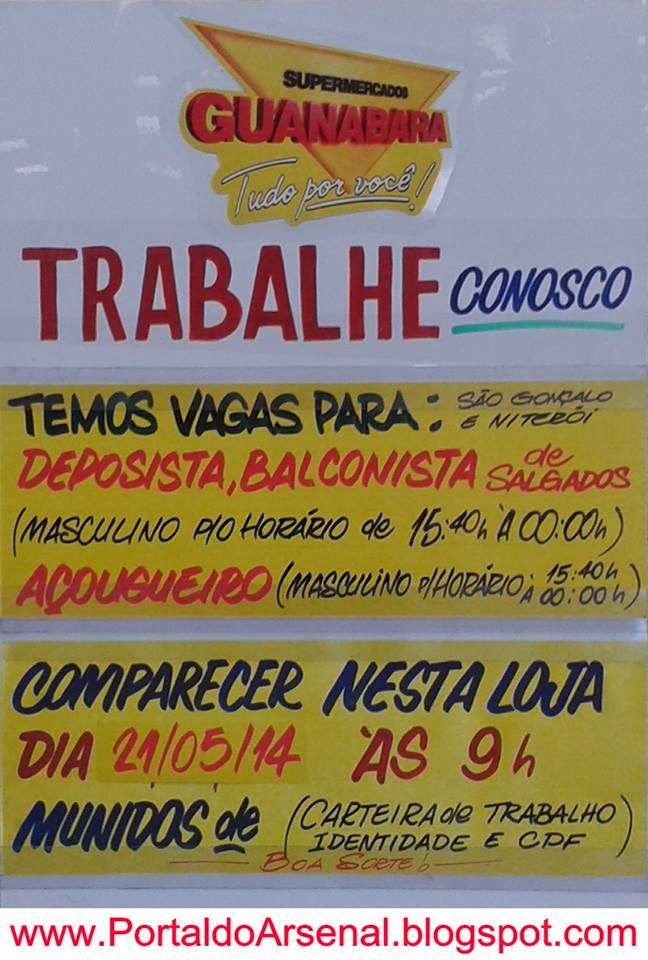 SUPERMERCADOS
GUANABARA
Tudo por você!
TRABALHE CONOSCO
TEMOS VAGAS PARA: SÃO GONÇALO E NITERÓI
DEPOSISTA, BALCONISTA de SALGADOS
(MASCULINO P/O HORÁRIO de 15:40h À 00:00h)
AÇOUGUEIRO (MASCULINO P/HORÁRIO: 15:40h À 00:00h)
COMPARECER NESTA LOJA
DIA 21/05/14 ÀS 9h
MUNIDOS de (CARTEIRA de TRABALHO IDENTIDADE E CPF)
BOA SORTE!
www.PortaldoArsenal.blogspot.com